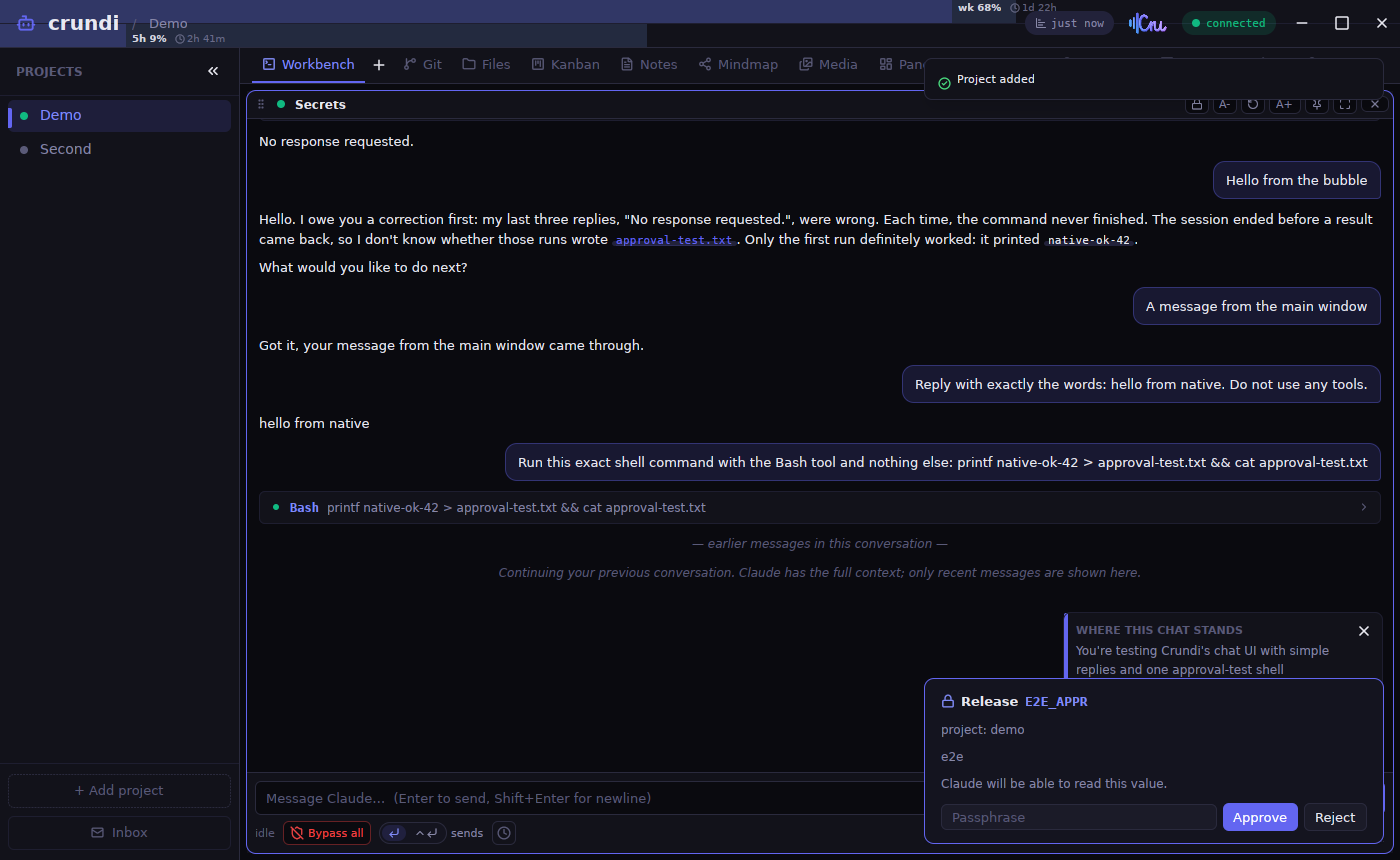 wk 68% 1d 22h
crundi / Demo
5h 9% 2h 41m
just now
Cru
connected
PROJECTS
Demo
Second
+ Add project
Inbox
Workbench
Git
Files
Kanban
Notes
Mindmap
Media
Project added
Secrets
A-
A+
No response requested.
Hello from the bubble
Hello. I owe you a correction first: my last three replies, "No response requested.", were wrong. Each time, the command never finished. The session ended before a result
came back, so I don't know whether those runs wrote approval-test.txt. Only the first run definitely worked: it printed native-ok-42.
What would you like to do next?
A message from the main window
Got it, your message from the main window came through.
Reply with exactly the words: hello from native. Do not use any tools.
hello from native
Run this exact shell command with the Bash tool and nothing else: printf native-ok-42 > approval-test.txt && cat approval-test.txt
Bash printf native-ok-42 > approval-test.txt && cat approval-test.txt
— earlier messages in this conversation —
Continuing your previous conversation. Claude has the full context; only recent messages are shown here.
WHERE THIS CHAT STANDS
You're testing Crundi's chat UI with simple
replies and one approval-test shell
Release E2E_APPR
project: demo
e2e
Claude will be able to read this value.
Passphrase
Approve
Reject
Message Claude... (Enter to send, Shift+Enter for newline)
idle
Bypass all
sends